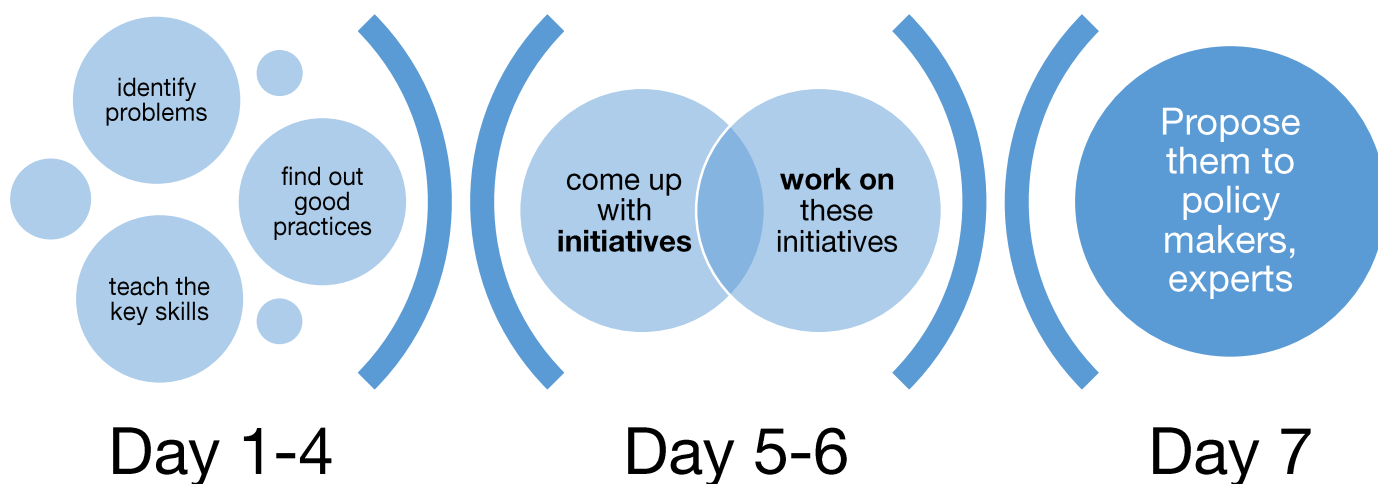 identify
problems
find out
good
practices
teach the
key skills
Day 1-4
come up
with
initiatives
work on
these
initiatives
Day 5-6
Propose
them to
policy
makers,
experts
Day 7